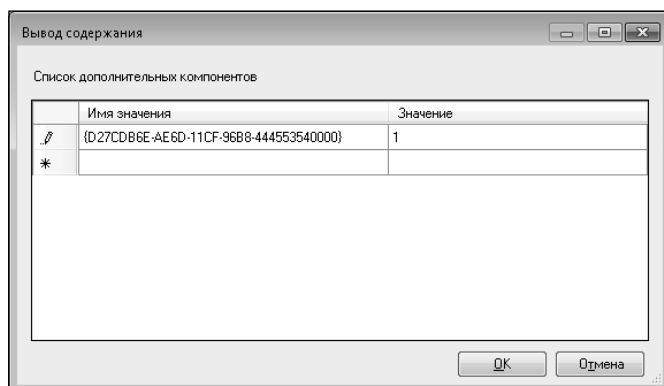 Вывод содержания
Список дополнительных компонентов
Имя значения Значение
{D27CDB6E-AE6D-11CF-96B8-444553540000} 1
OK Отмена